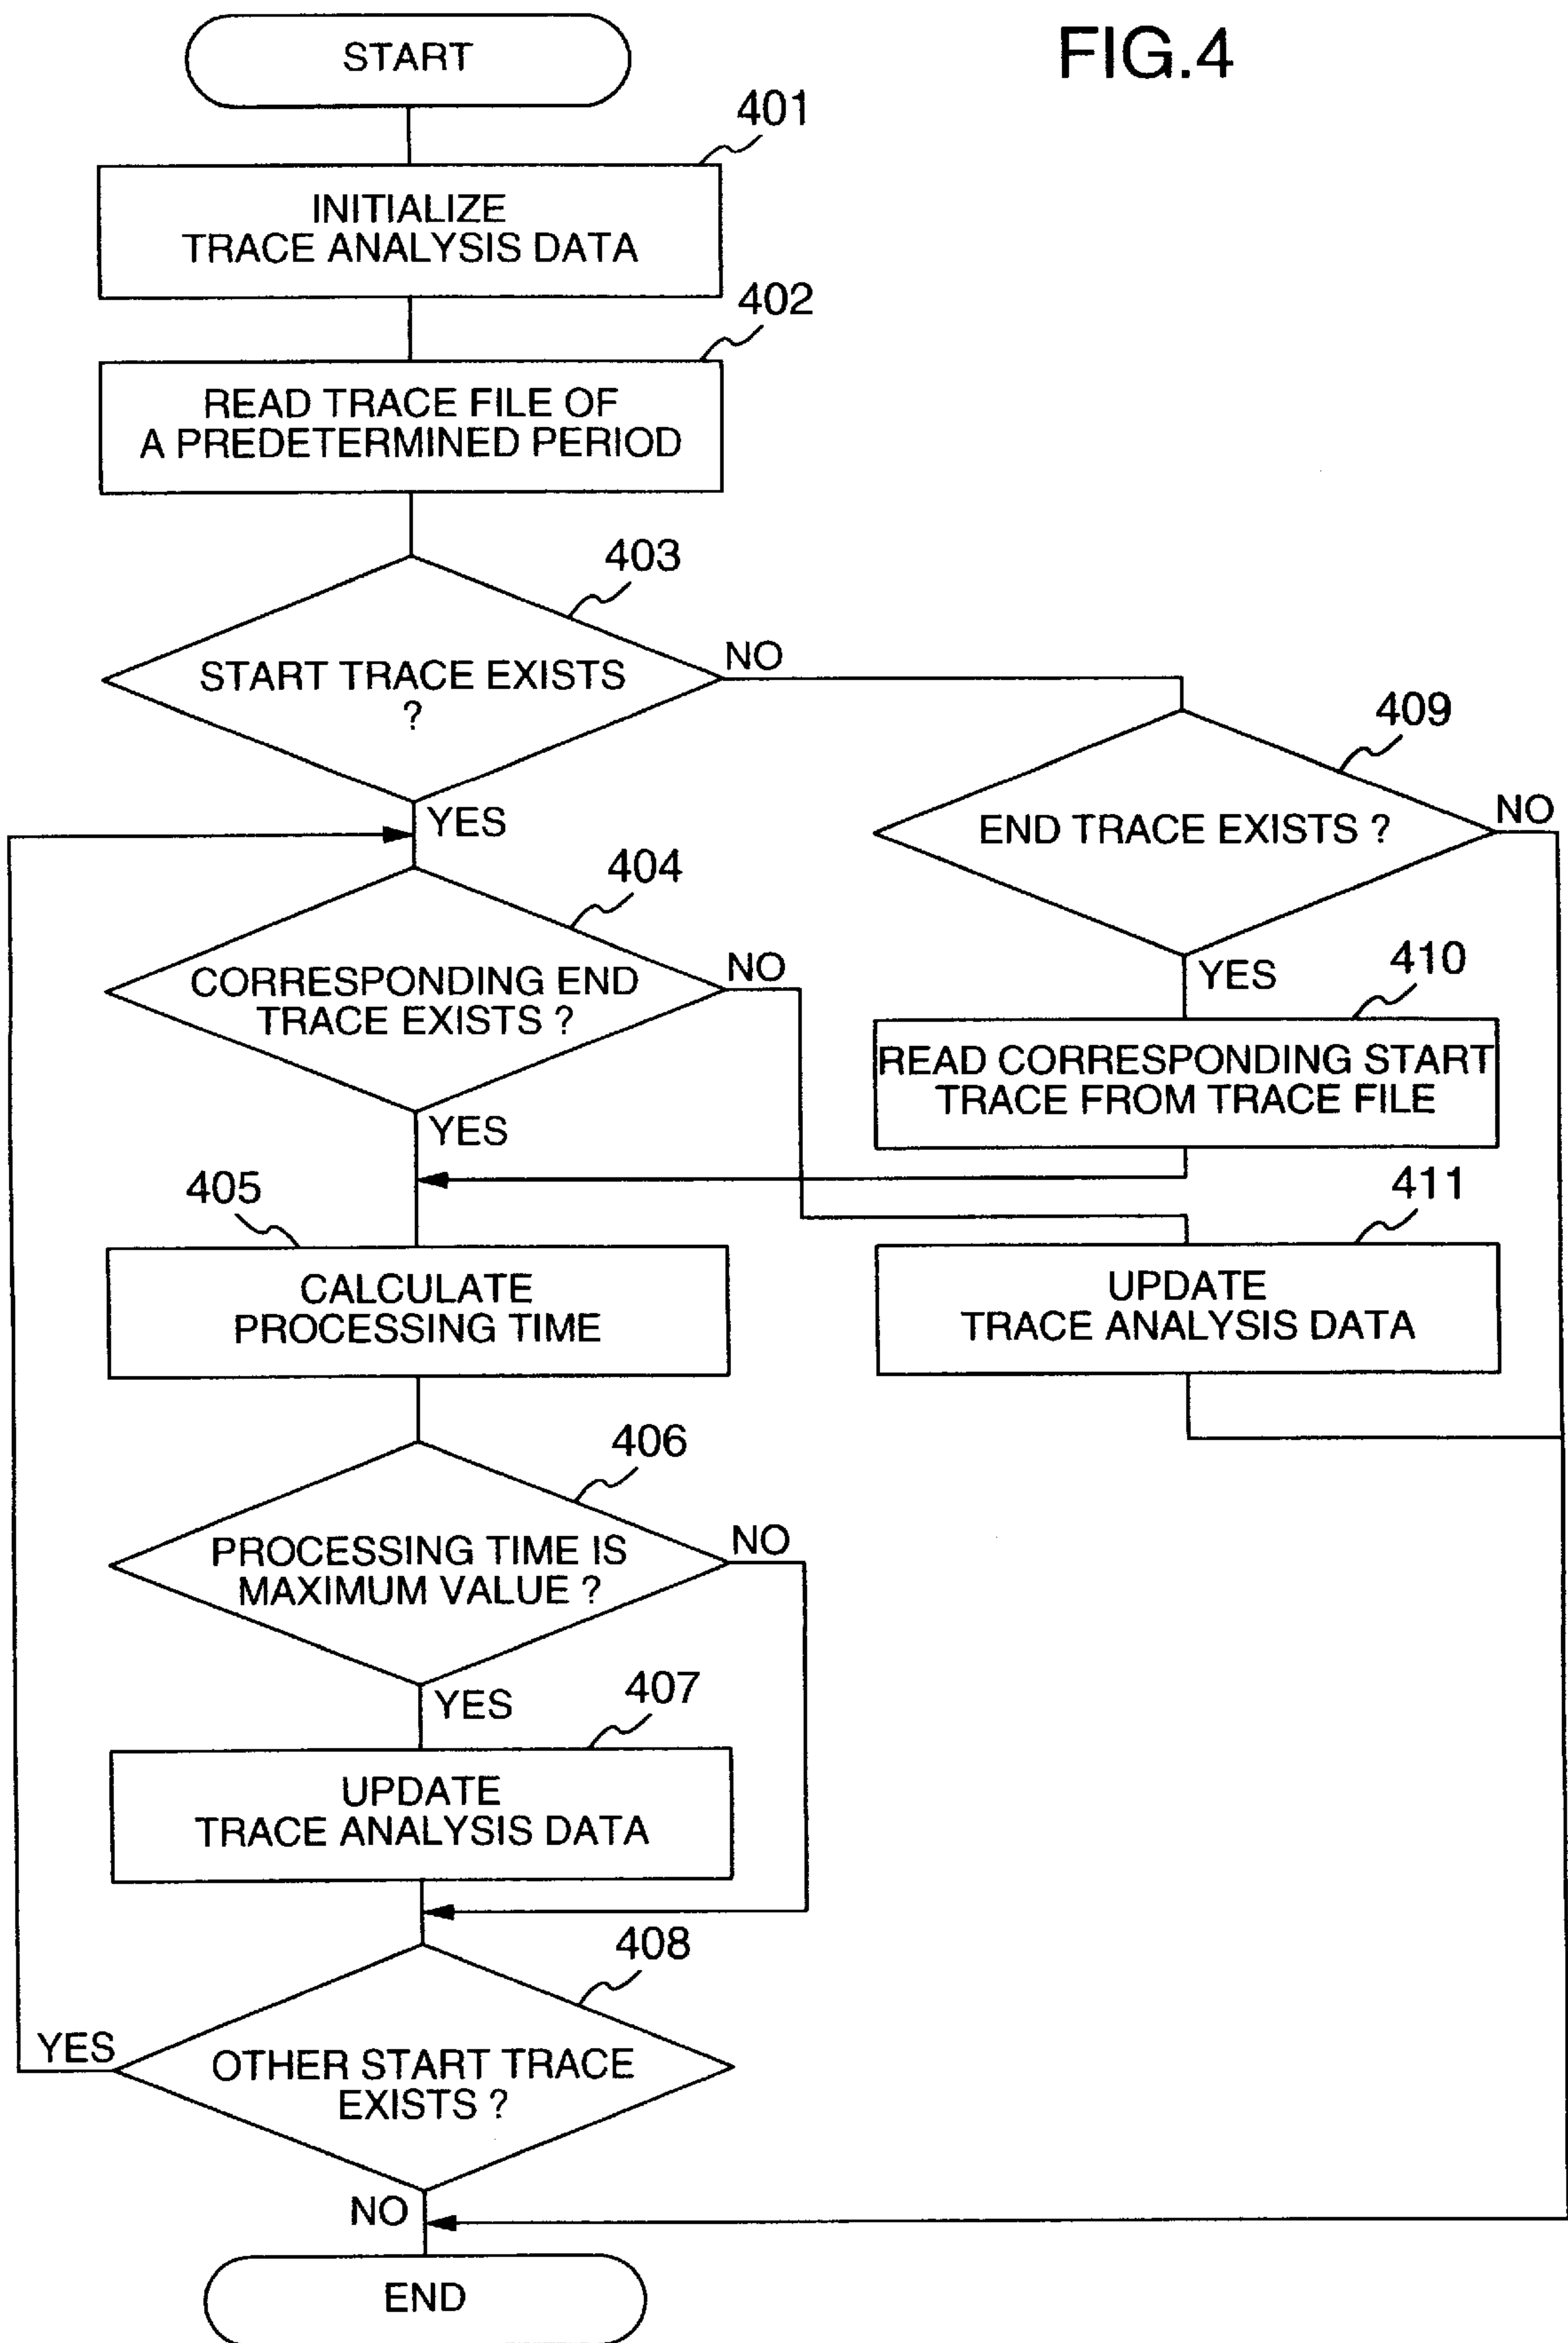 FIG.4
START
401
INITIALIZE
TRACE ANALYSIS DATA
402
READ TRACE FILE OF
A PREDETERMINED PERIOD
403
START TRACE EXISTS
?
NO
YES
409
END TRACE EXISTS ?
NO
YES
404
CORRESPONDING END
TRACE EXISTS ?
NO
YES
410
READ CORRESPONDING START
TRACE FROM TRACE FILE
405
CALCULATE
PROCESSING TIME
411
UPDATE
TRACE ANALYSIS DATA
406
PROCESSING TIME IS
MAXIMUM VALUE ?
NO
YES
407
UPDATE
TRACE ANALYSIS DATA
408
OTHER START TRACE
EXISTS ?
YES
NO
END